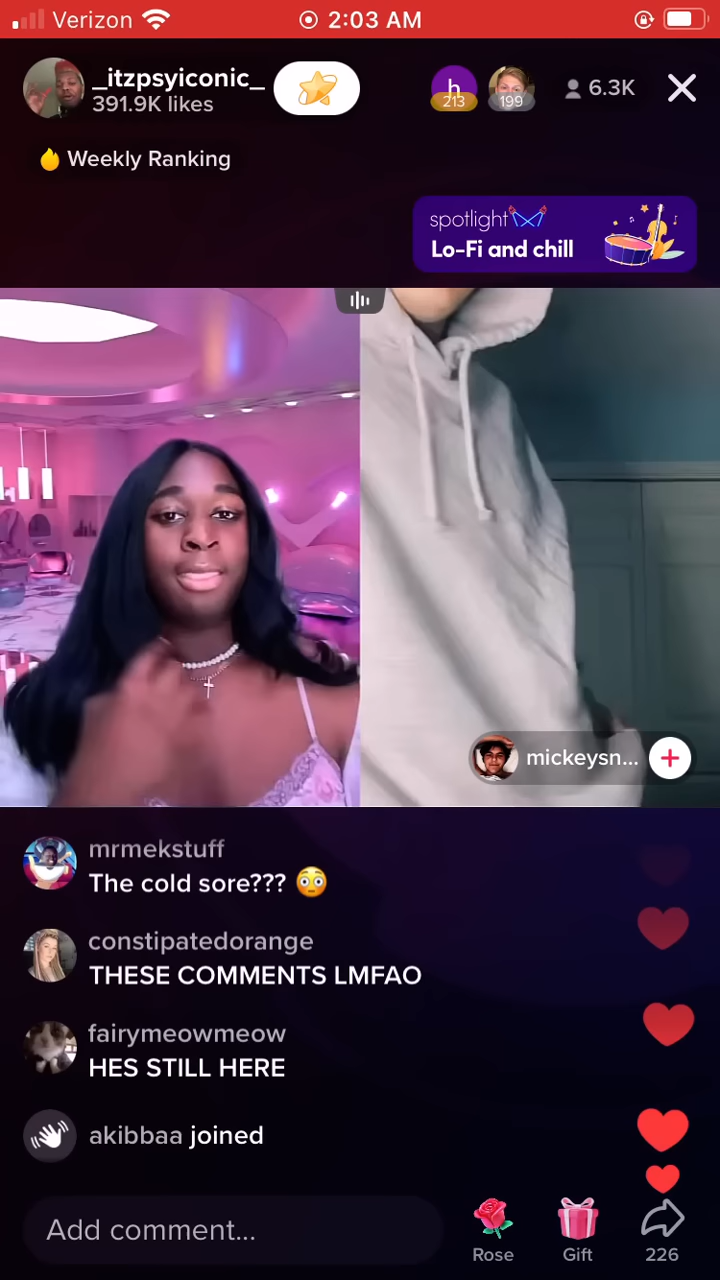 Verizon
2:03 AM
_itzpsyiconic_
391.9K likes
h
213
199
6.3K
Weekly Ranking
spotlight
Lo-Fi and chill
mickeysn...
mrmekstuff
The cold sore??? 😳
constipatedorange
THESE COMMENTS LMFAO
fairymeowmeow
HES STILL HERE
akibbaa joined
Add comment...
Rose
Gift
226